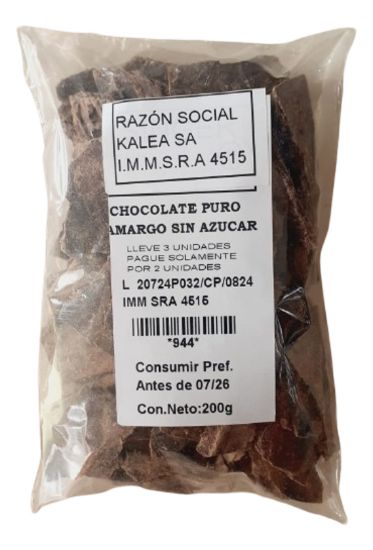 RAZÓN SOCIAL
KALEA SA
I.M.M.S.R.A 4515
CHOCOLATE PURO
AMARGO SIN AZUCAR
LLEVE 3 UNIDADES
PAGUE SOLAMENTE
POR 2 UNIDADES
L 20724P032/CP/0824
IMM SRA 4515
*944*
Consumir Pref.
Antes de 07/26
Con.Neto:200g